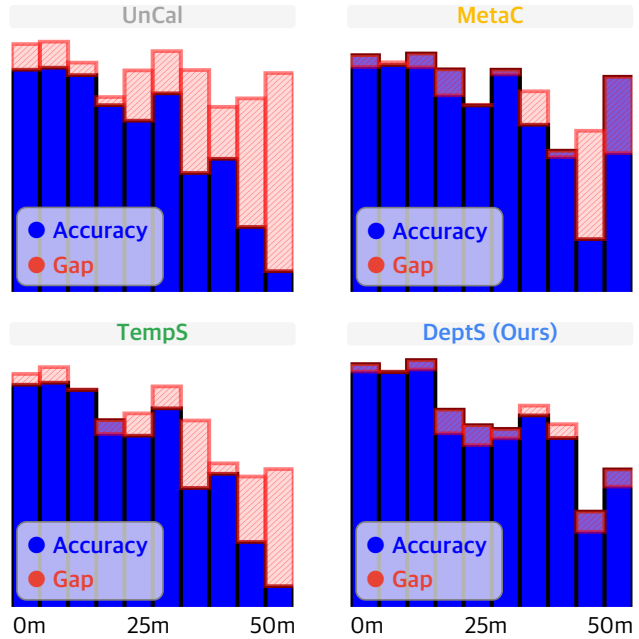 UnCal
Accuracy
Gap
MetaC
Accuracy
Gap
TempS
Accuracy
Gap
0m 25m 50m
DeptS (Ours)
Accuracy
Gap
0m 25m 50m